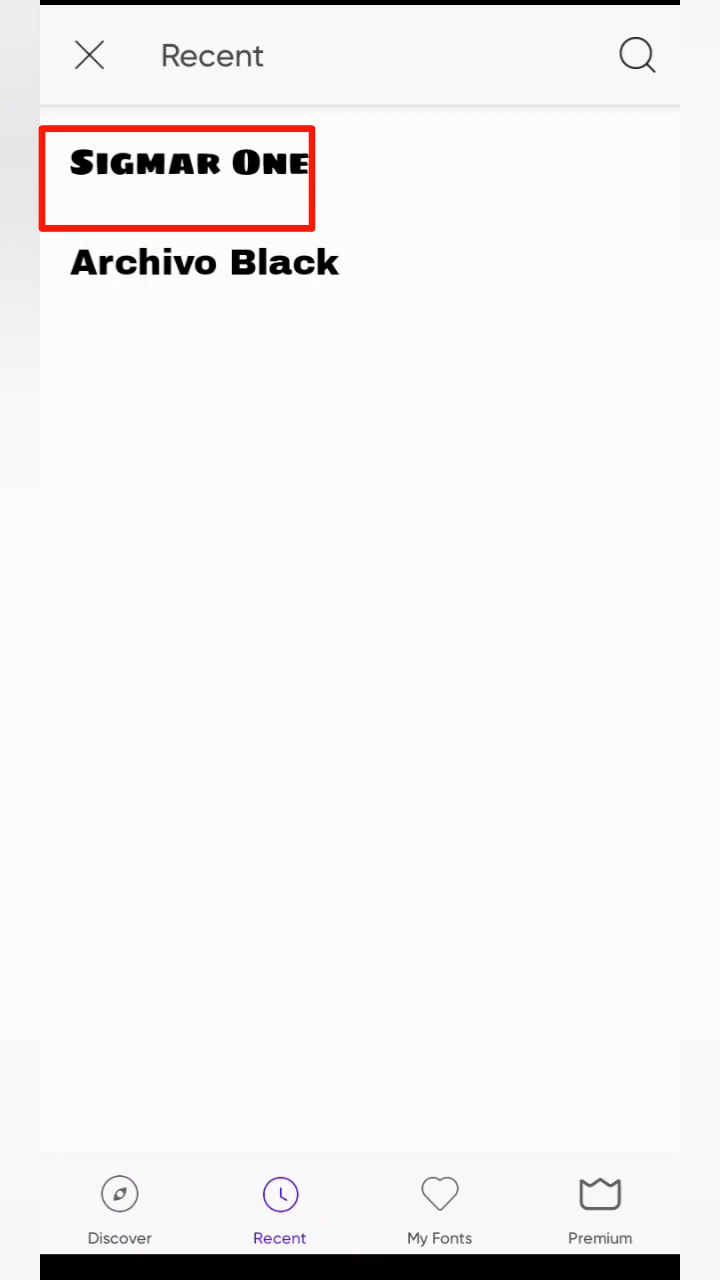 Recent
Sigmar One
Archivo Black
Discover
Recent
My Fonts
Premium